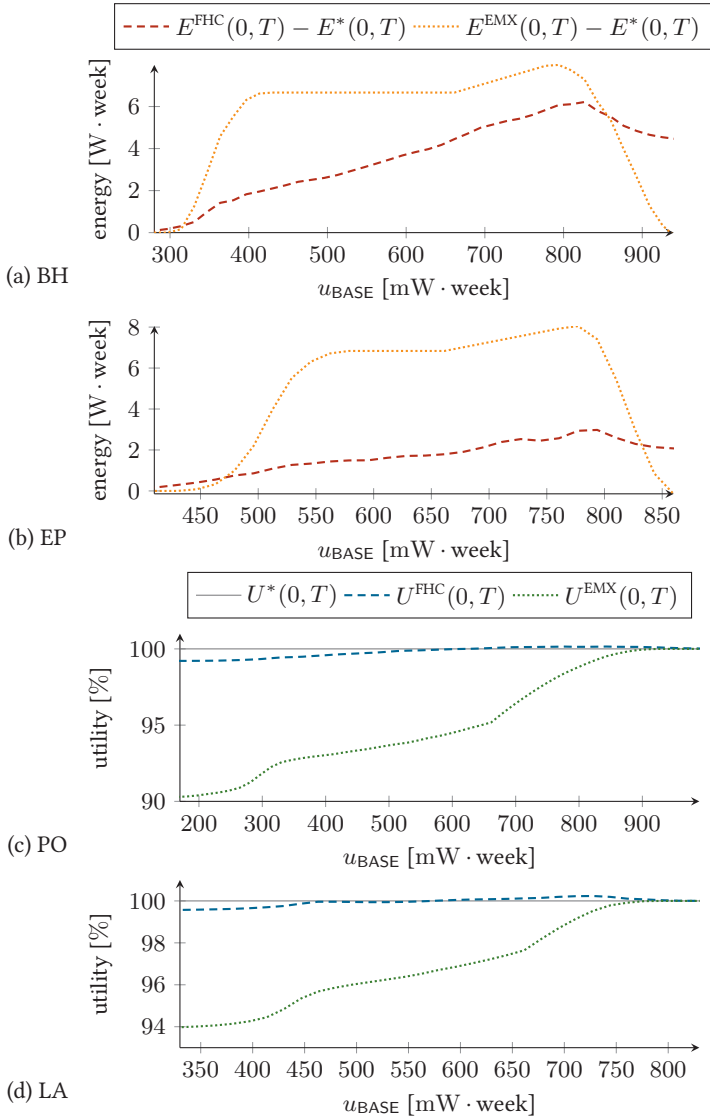 E^FHC(0, T) − E*(0, T) E^EMX(0, T) − E*(0, T)
energy [W · week]
6
4
2
0
300 400 500 600 700 800 900
u_BASE [mW · week]
(a) BH
energy [W · week]
8
6
4
2
0
450 500 550 600 650 700 750 800 850
u_BASE [mW · week]
(b) EP
U*(0, T) U^FHC(0, T) U^EMX(0, T)
utility [%]
100
95
90
200 300 400 500 600 700 800 900
u_BASE [mW · week]
(c) PO
utility [%]
100
98
96
94
350 400 450 500 550 600 650 700 750 800
u_BASE [mW · week]
(d) LA